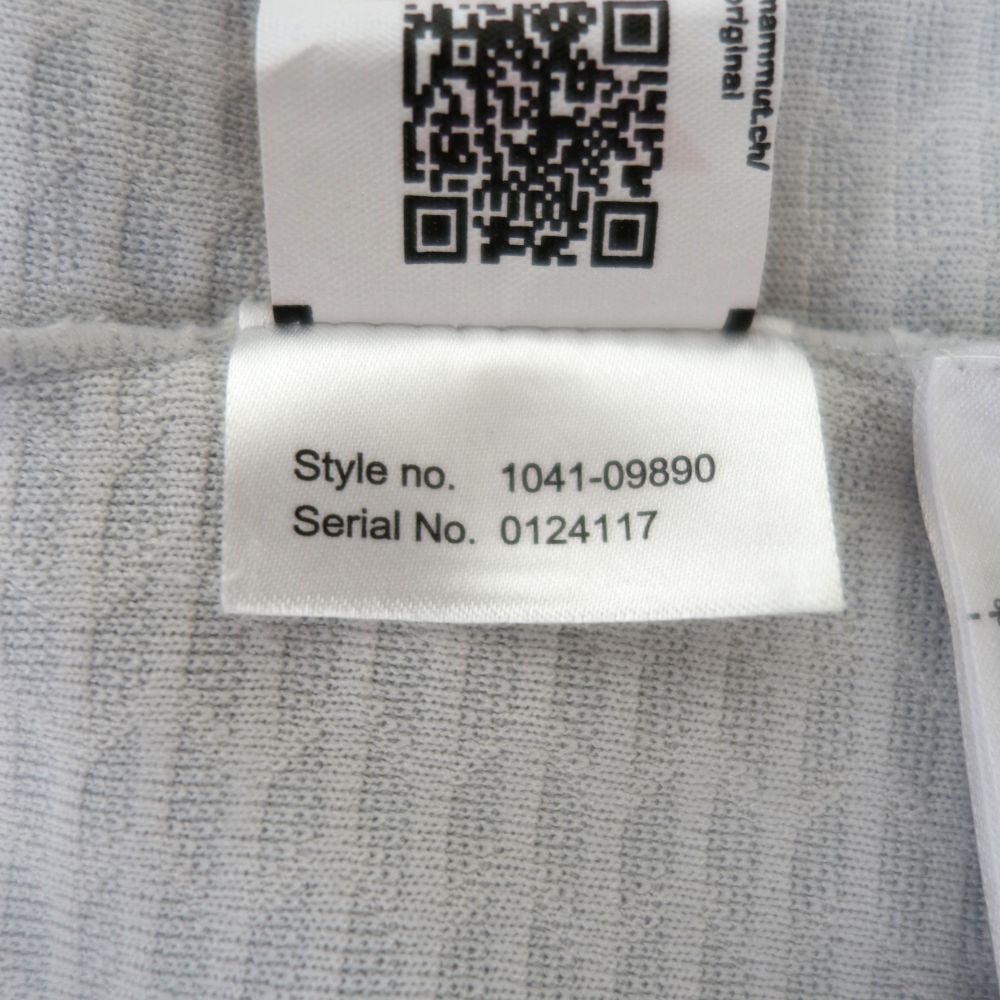 mammut.ch/
original
Style no. 1041-09890
Serial No. 0124117